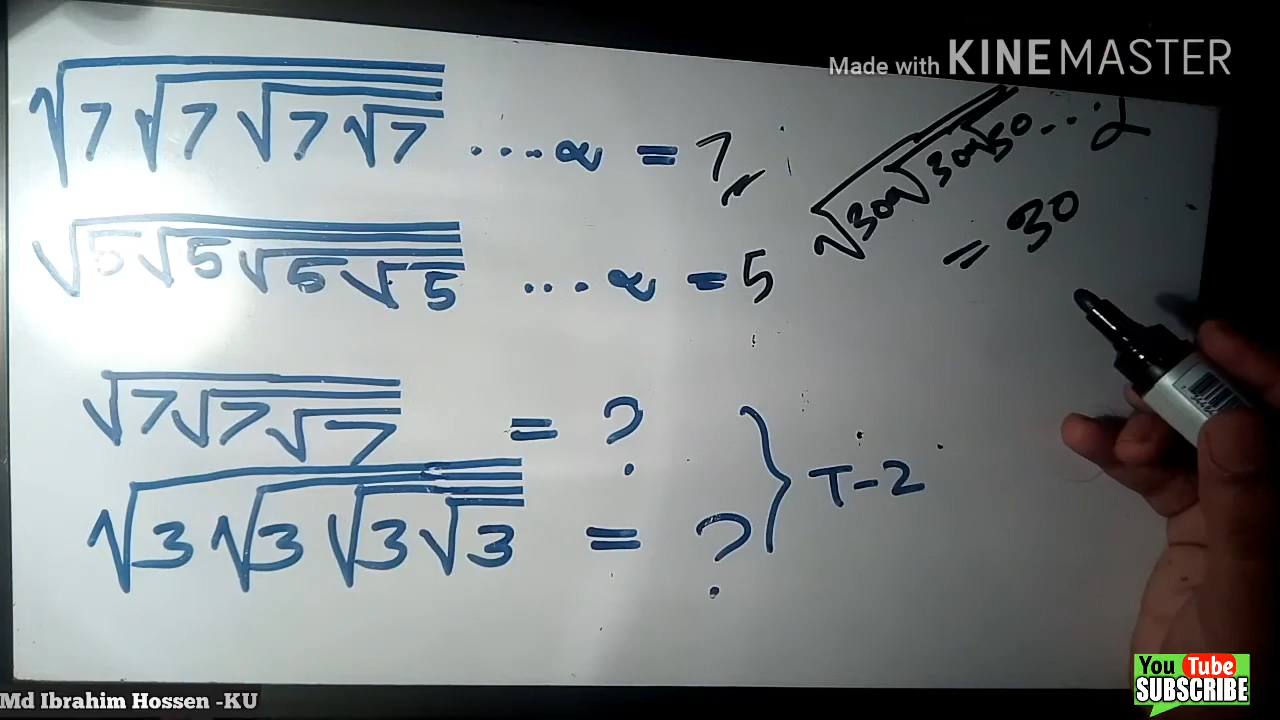 Made with KINEMASTER
√7√7√7√7 ....∝ = 7
√30√30√30... ∝
= 30
√5√5√5√5 ....∝ = 5
√7√7√7 = ?
√3√3√3√3 = ?
} T-2
You Tube
SUBSCRIBE
Md Ibrahim Hossen -KU